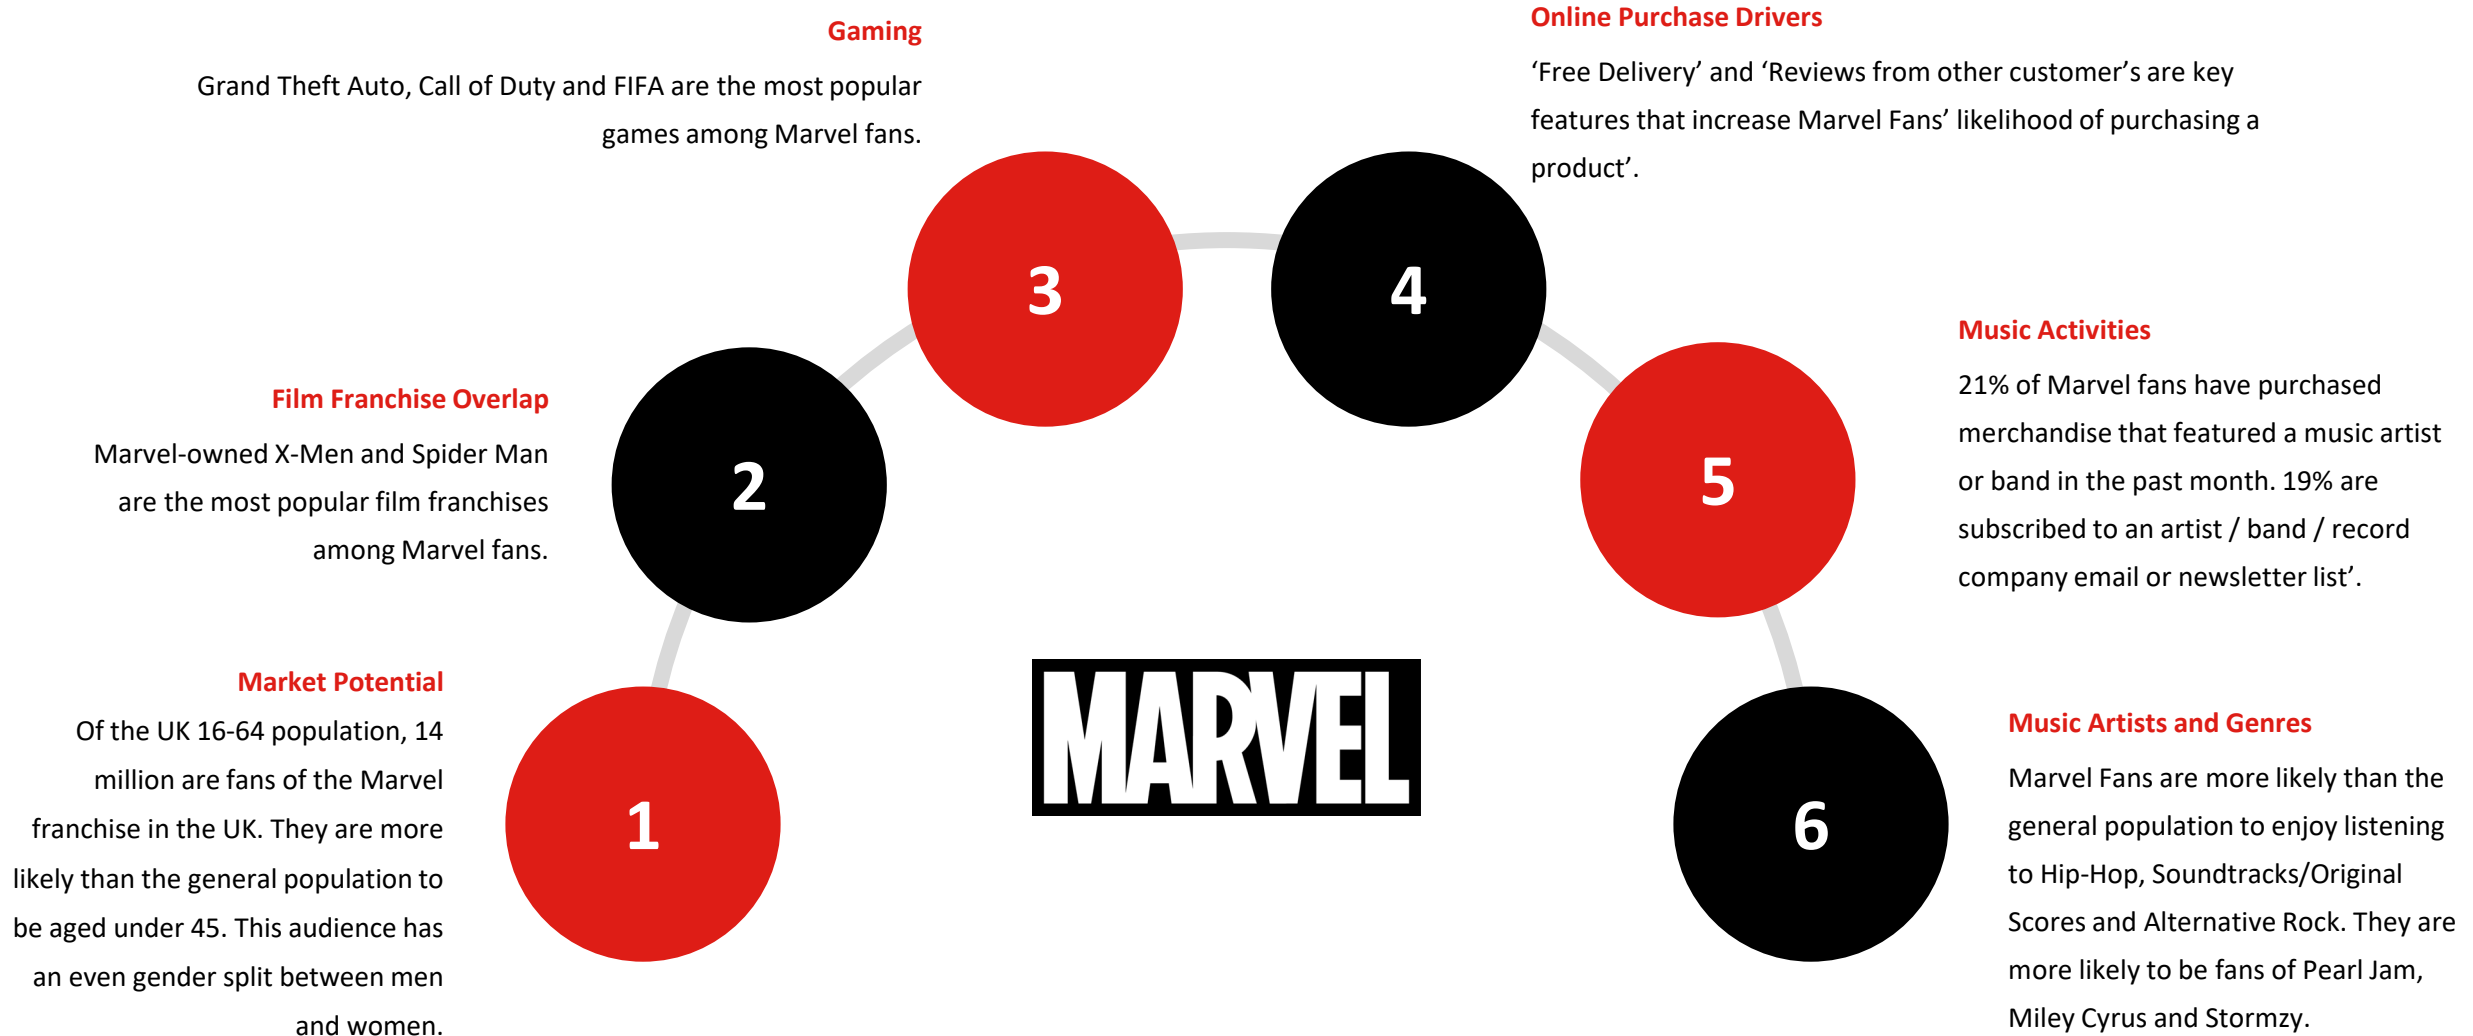 Market Potential
Of the UK 16-64 population, 14
million are fans of the Marvel
franchise in the UK. They are more
likely than the general population to
be aged under 45. This audience has
an even gender split between men
and women.
1
Film Franchise Overlap
Marvel-owned X-Men and Spider Man
are the most popular film franchises
among Marvel fans.
2
Gaming
Grand Theft Auto, Call of Duty and FIFA are the most popular
games among Marvel fans.
3
Online Purchase Drivers
‘Free Delivery’ and ‘Reviews from other customer’s are key
features that increase Marvel Fans’ likelihood of purchasing a
product’.
4
Music Activities
21% of Marvel fans have purchased
merchandise that featured a music artist
or band in the past month. 19% are
subscribed to an artist / band / record
company email or newsletter list’.
5
Music Artists and Genres
Marvel Fans are more likely than the
general population to enjoy listening
to Hip-Hop, Soundtracks/Original
Scores and Alternative Rock. They are
more likely to be fans of Pearl Jam,
Miley Cyrus and Stormzy.
6
MARVEL